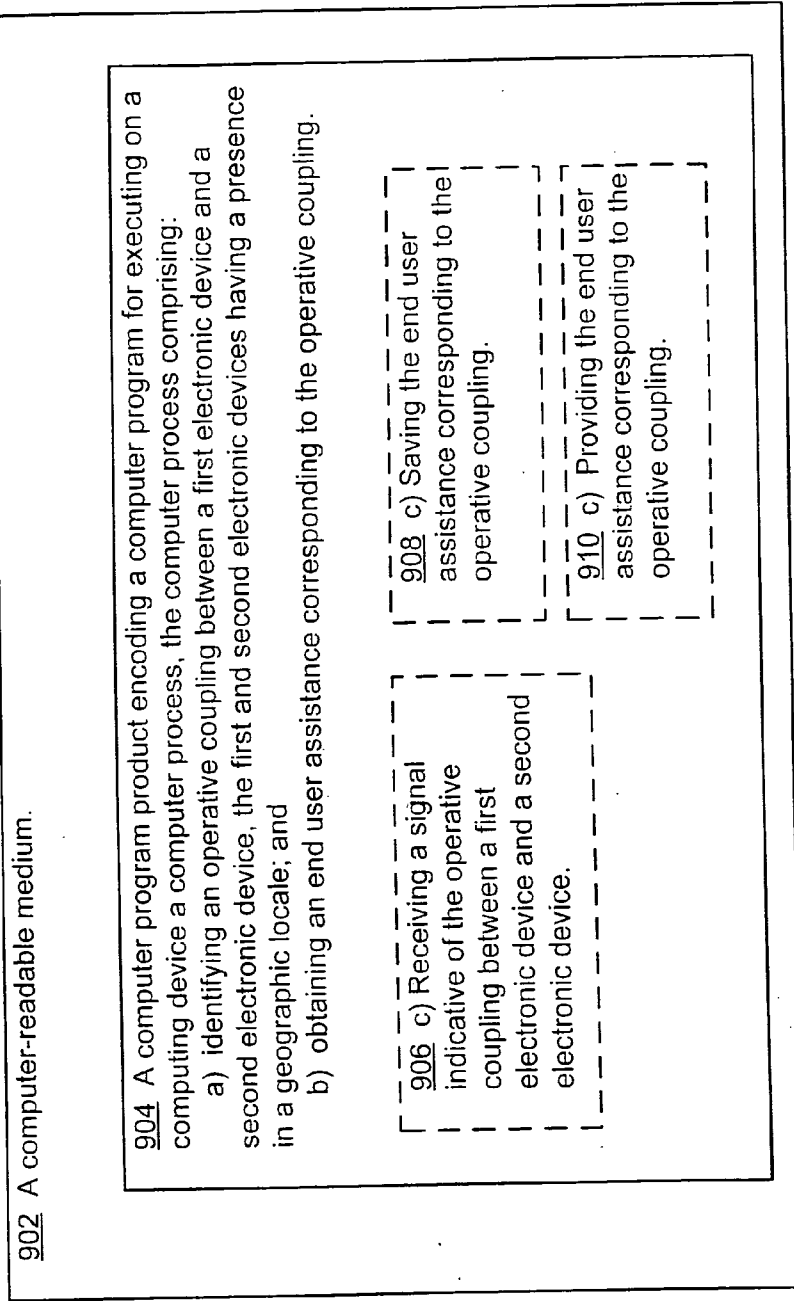 902 A computer-readable medium.
904 A computer program product encoding a computer program for executing on a
computing device a computer process, the computer process comprising:
a) identifying an operative coupling between a first electronic device and a
second electronic device, the first and second electronic devices having a presence
in a geographic locale; and
b) obtaining an end user assistance corresponding to the operative coupling.
906 c) Receiving a signal
indicative of the operative
coupling between a first
electronic device and a second
electronic device.
908 c) Saving the end user
assistance corresponding to the
operative coupling.
910 c) Providing the end user
assistance corresponding to the
operative coupling.